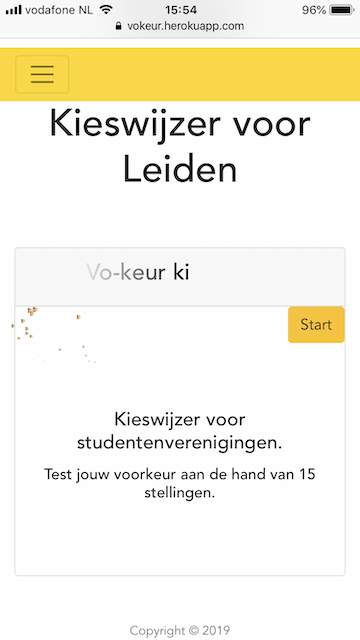 vodafone NL 15:54 96%
vokeur.herokuapp.com
Kieswijzer voor
Leiden
Vo-keur ki
Start
Kieswijzer voor
studentenverenigingen.
Test jouw voorkeur aan de hand van 15
stellingen.
Copyright © 2019